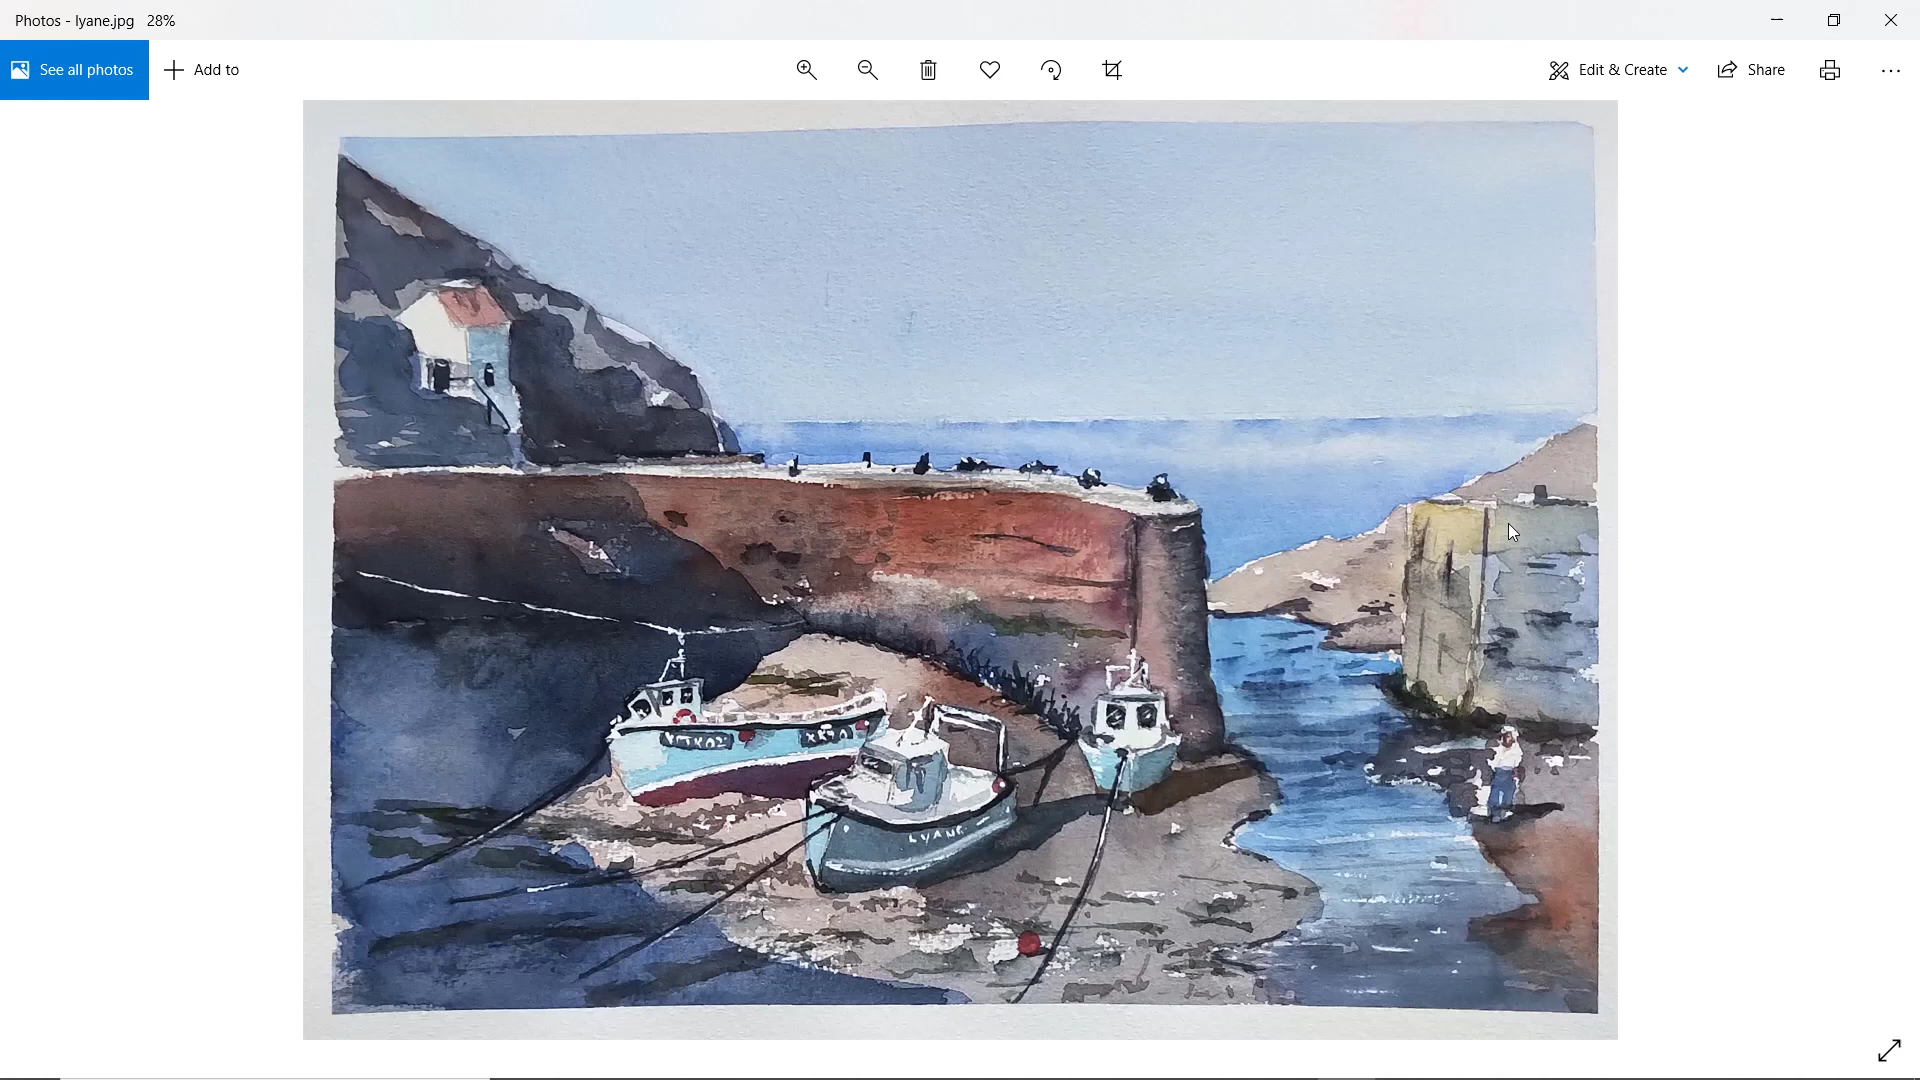 Photos - lyane.jpg 28%
See all photos
Add to
Edit & Create
Share
LYANE